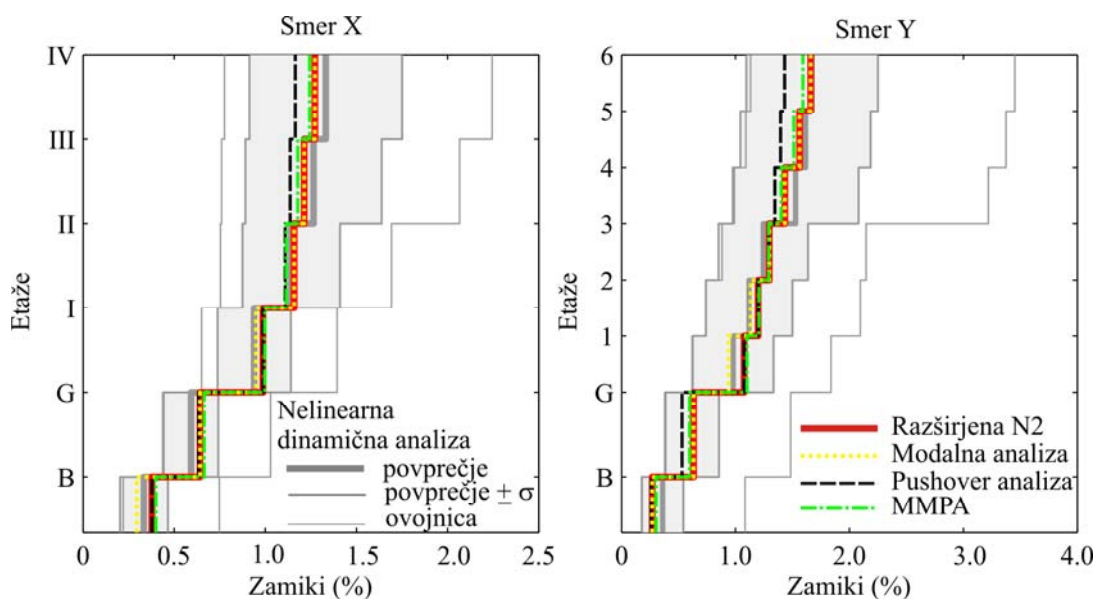 Smer X
IV
III
II
I
G
B
Etaže
Nelinearna
dinamična analiza
povprečje
povprečje ± σ
ovojnica
0 0.5 1.0 1.5 2.0 2.5
Zamiki (%)
Smer Y
6
5
4
3
2
1
G
B
Etaže
Razširjena N2
Modalna analiza
Pushover analiza
MMPA
0 1.0 2.0 3.0 4.0
Zamiki (%)